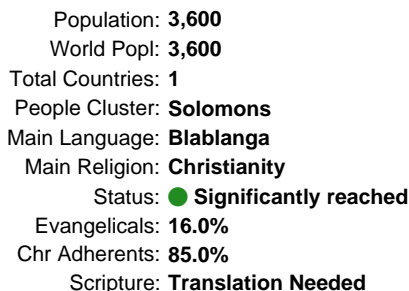 Population: 3,600
World Popl: 3,600
Total Countries: 1
People Cluster: Solomons
Main Language: Blablanga
Main Religion: Christianity
Status: Significantly reached
Evangelicals: 16.0%
Chr Adherents: 85.0%
Scripture: Translation Needed